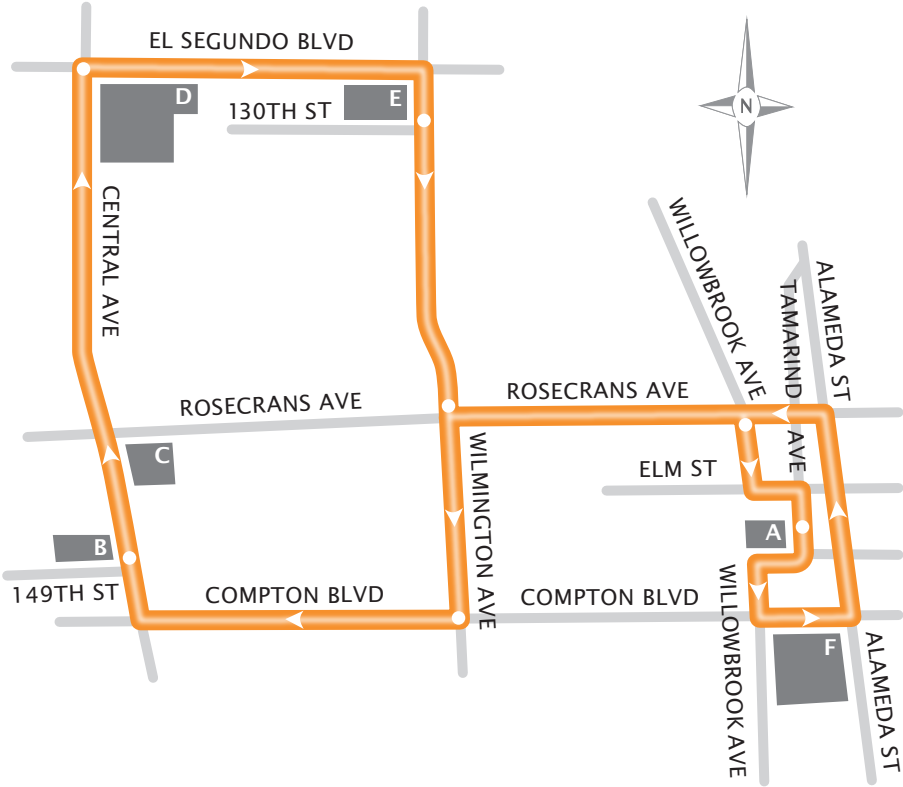 EL SEGUNDO BLVD
D
E
130TH ST
N
CENTRAL AVE
WILLOWBROOK AVE
TAMARIND AVE
ALAMEDA ST
ROSECRANS AVE
ROSECRANS AVE
C
WILMINGTON AVE
ELM ST
A
B
149TH ST
COMPTON BLVD
COMPTON BLVD
WILLOWBROOK AVE
F
ALAMEDA ST